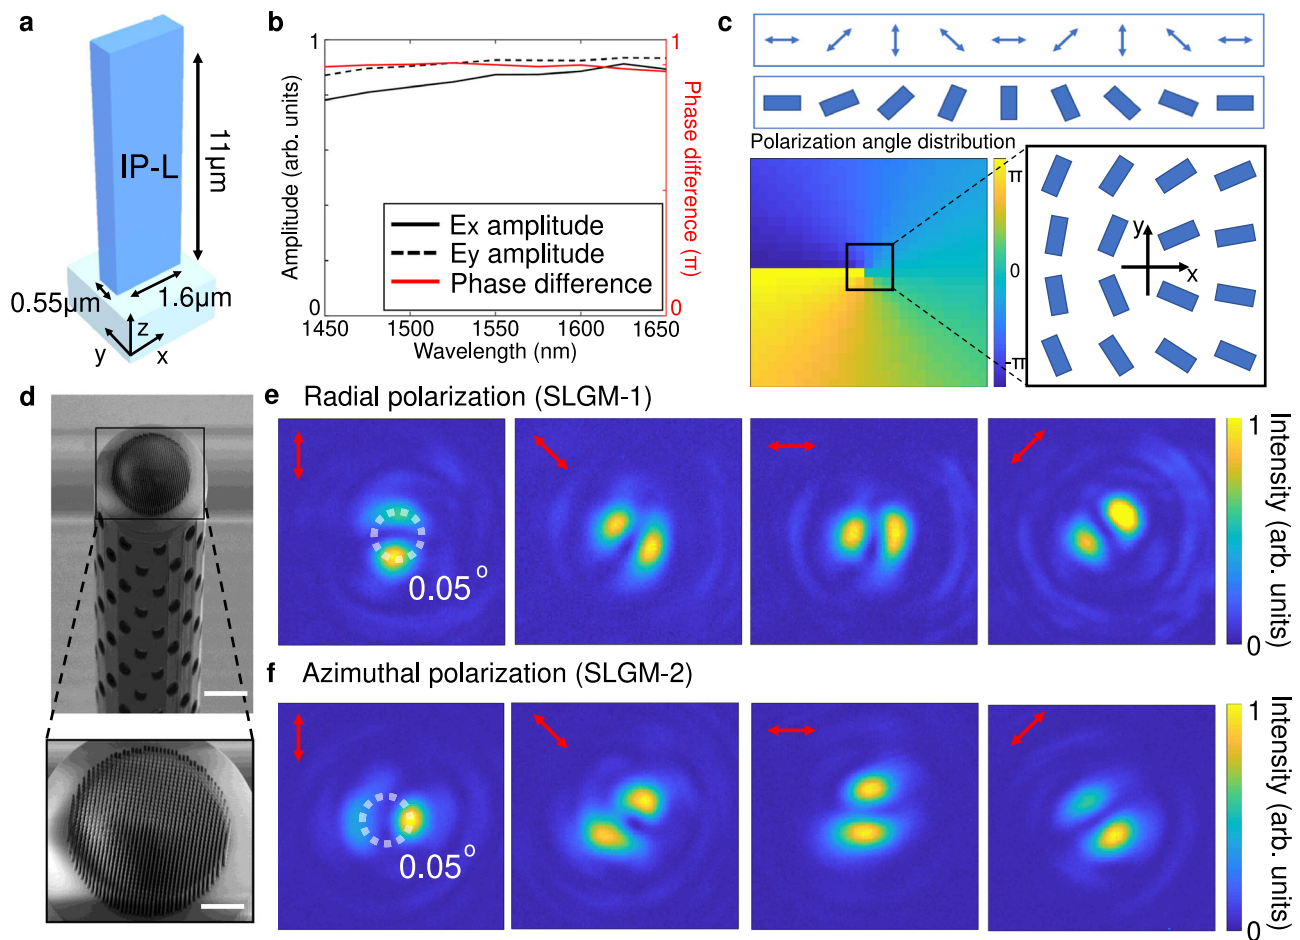 a
IP-L
11μm
0.55μm
1.6μm
z
y
x
b
1
1
Amplitude (arb. units)
Phase difference (π)
Ex amplitude
Ey amplitude
Phase difference
0
0
1450
1500
1550
1600
1650
Wavelength (nm)
c
Polarization angle distribution
π
-π
0
-π
y
x
d
e Radial polarization (SLGM-1)
0.05°
1
0
Intensity (arb. units)
f Azimuthal polarization (SLGM-2)
0.05°
1
0
Intensity (arb. units)